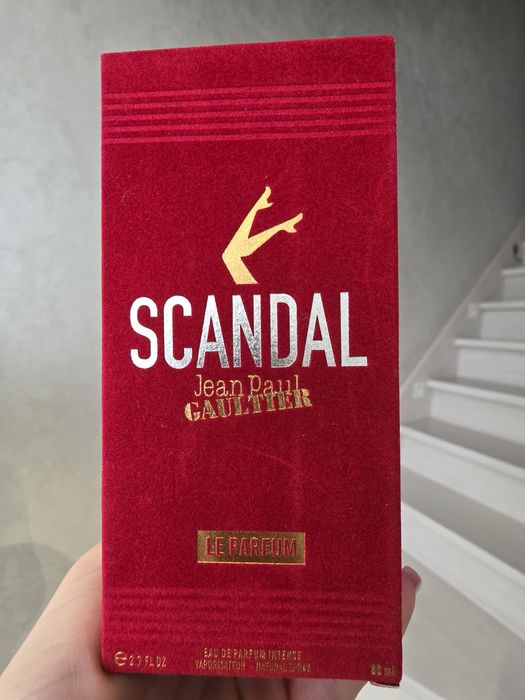 SCANDAL
Jean Paul
GAULTIER
LE PARFUM
EAU DE PARFUM INTENSE
℮ 2.7 FL OZ VAPORISATEUR - NATURAL SPRAY 80 ml